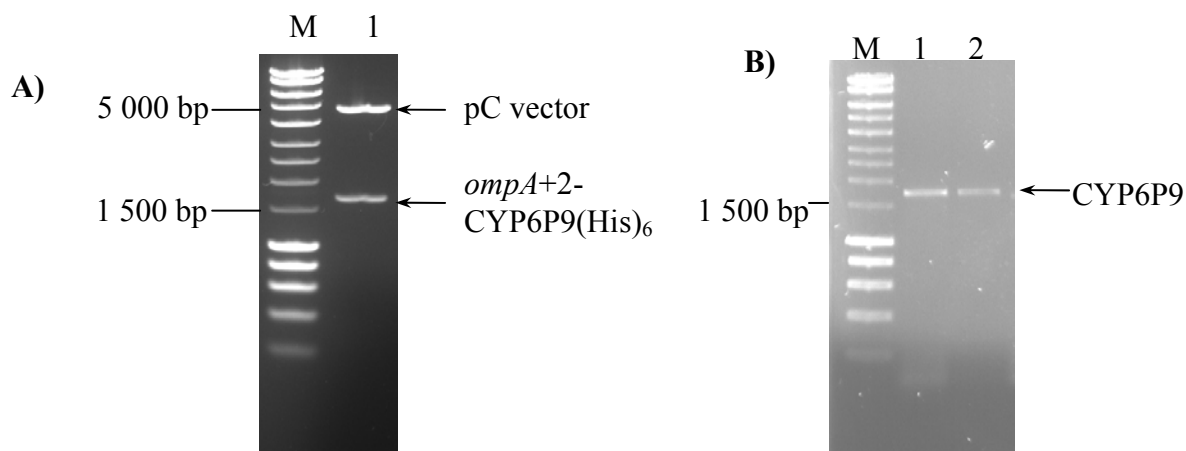 A)
M 1
5 000 bp
pC vector
ompA+2-
CYP6P9(His)₆
1 500 bp
B)
M 1 2
CYP6P9
1 500 bp